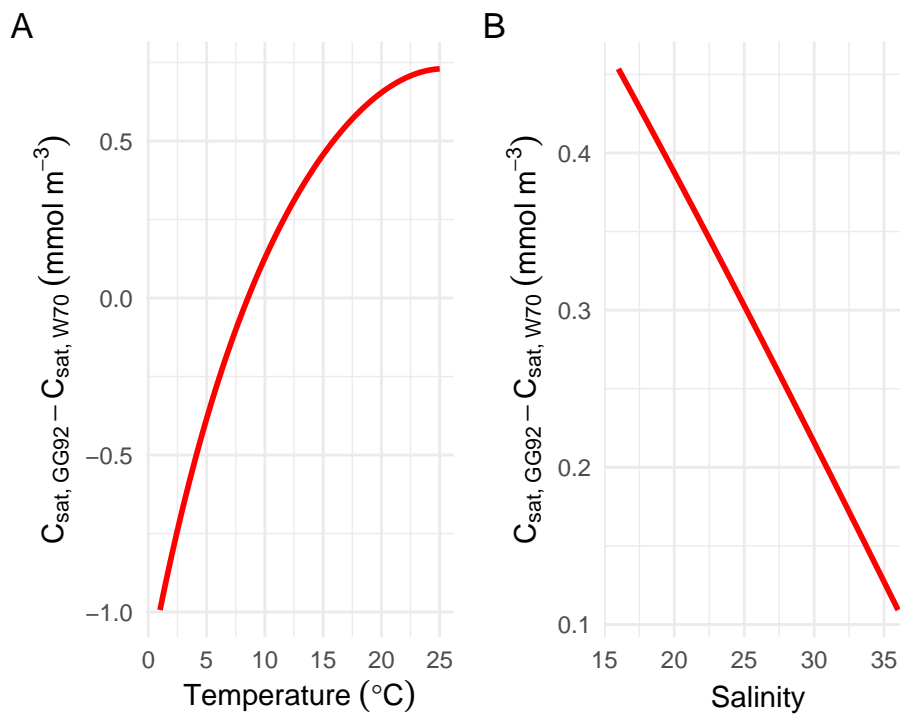 A
C_sat, GG92 − C_sat, W70 (mmol m^−3)
0.5
0.0
−0.5
−1.0
0 5 10 15 20 25
Temperature (°C)
B
C_sat, GG92 − C_sat, W70 (mmol m^−3)
0.4
0.3
0.2
0.1
15 20 25 30 35
Salinity